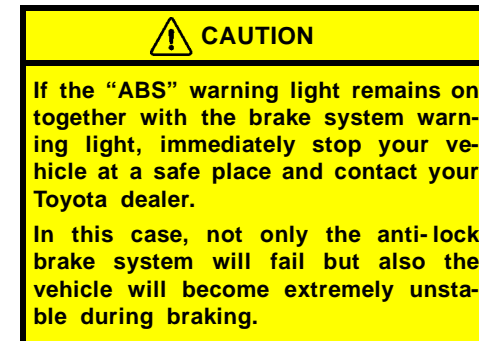 CAUTION
If the “ABS” warning light remains on
together with the brake system warn-
ing light, immediately stop your ve-
hicle at a safe place and contact your
Toyota dealer.
In this case, not only the anti-lock
brake system will fail but also the
vehicle will become extremely unsta-
ble during braking.